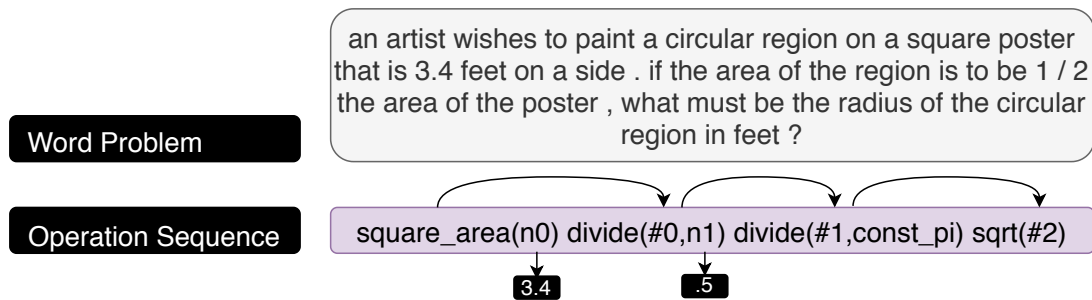 an artist wishes to paint a circular region on a square poster
that is 3.4 feet on a side . if the area of the region is to be 1 / 2
the area of the poster , what must be the radius of the circular
region in feet ?
Word Problem
Operation Sequence
square_area(n0) divide(#0,n1) divide(#1,const_pi) sqrt(#2)
3.4
.5